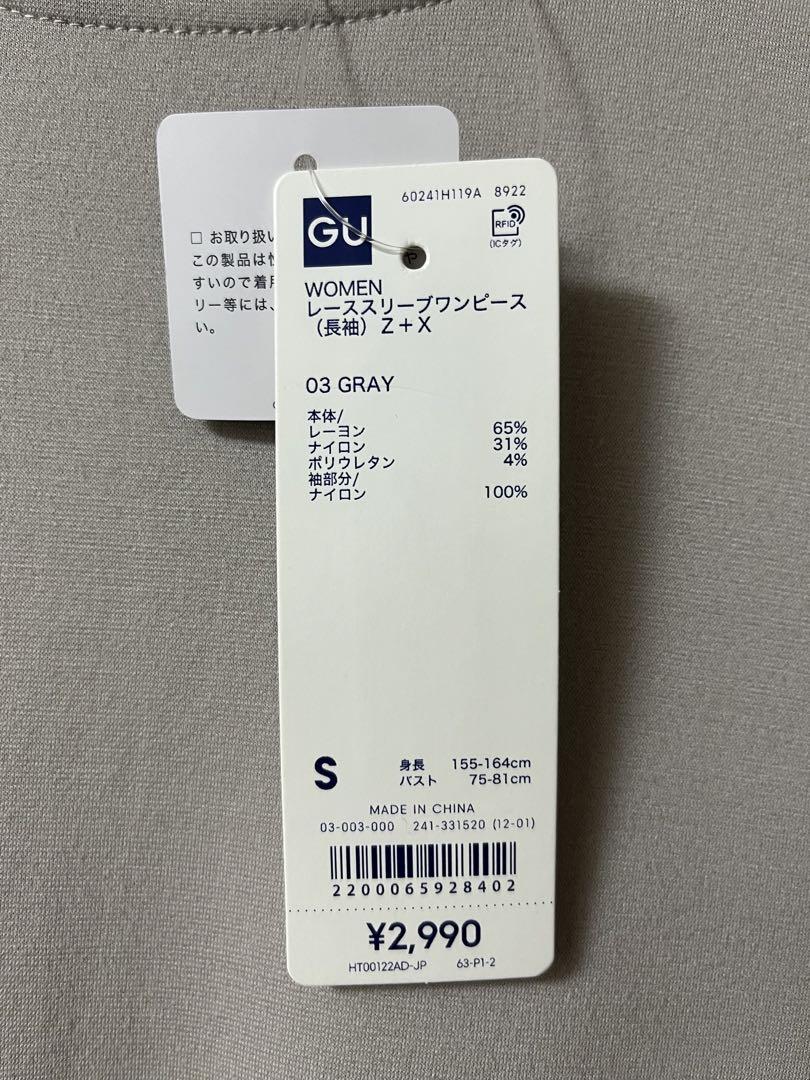 □ お取り扱い
この製品は
すいので着用
リー等には、
い。
GU
60241H119A 8922
RFID
(ICタグ)
WOMEN
レーススリーブワンピース
（長袖）Z＋X
03 GRAY
本体/
レーヨン 65%
ナイロン 31%
ポリウレタン 4%
袖部分/
ナイロン 100%
S
身長 155-164cm
バスト 75-81cm
MADE IN CHINA
03-003-000 241-331520 (12-01)
2200065928402
¥2,990
HT00122AD-JP 63-P1-2